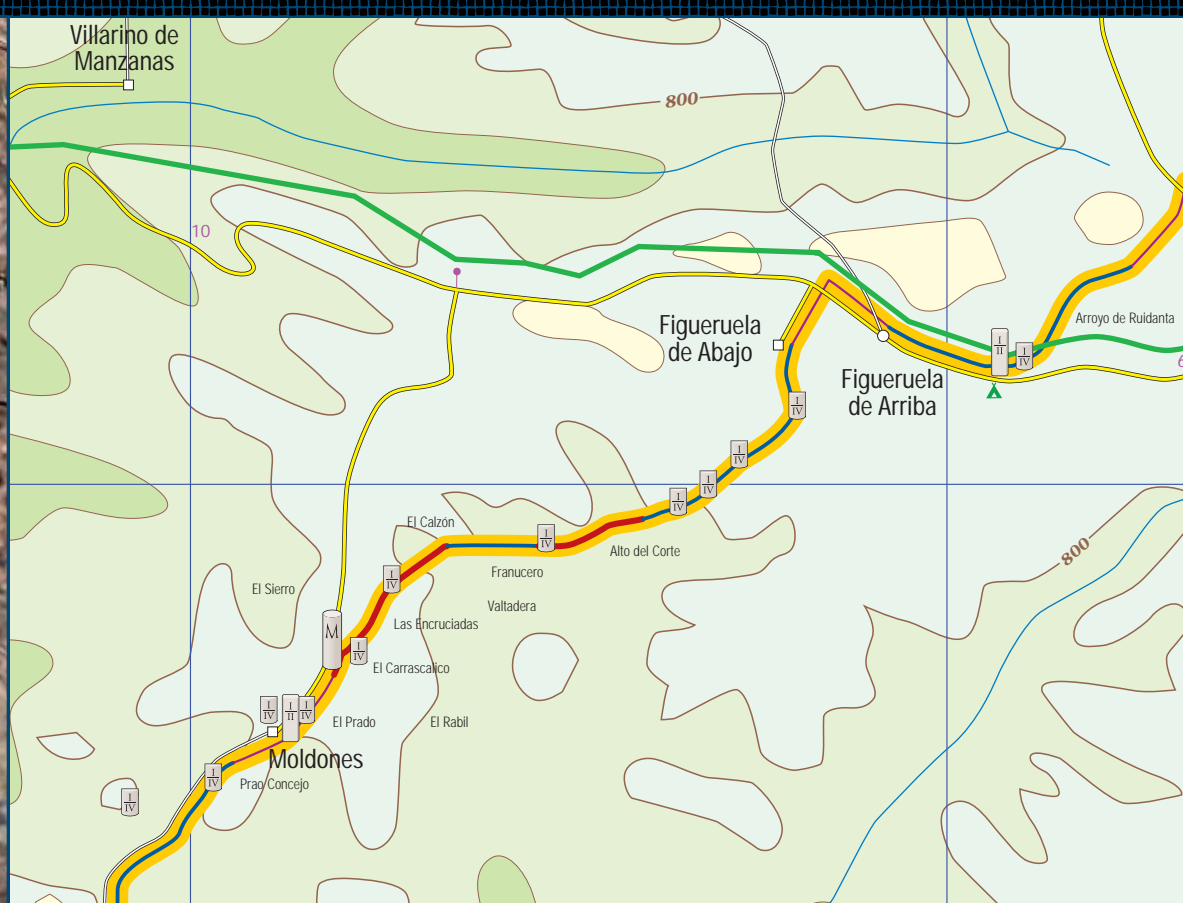 Villarino de
Manzanas
800
10
Arroyo de Ruidanta
6
Figueruela
de Abajo
Figueruela
de Arriba
I
II
I
IV
I
IV
I
IV
I
IV
I
IV
El Calzón
I
IV
Alto del Corte
800
Franucero
I
IV
El Sierro
Valtadera
M
Las Encruciadas
I
IV
El Carrascalico
I
IV
I
II
I
IV
El Prado
El Rabil
Moldones
I
IV
Prao Concejo
I
IV